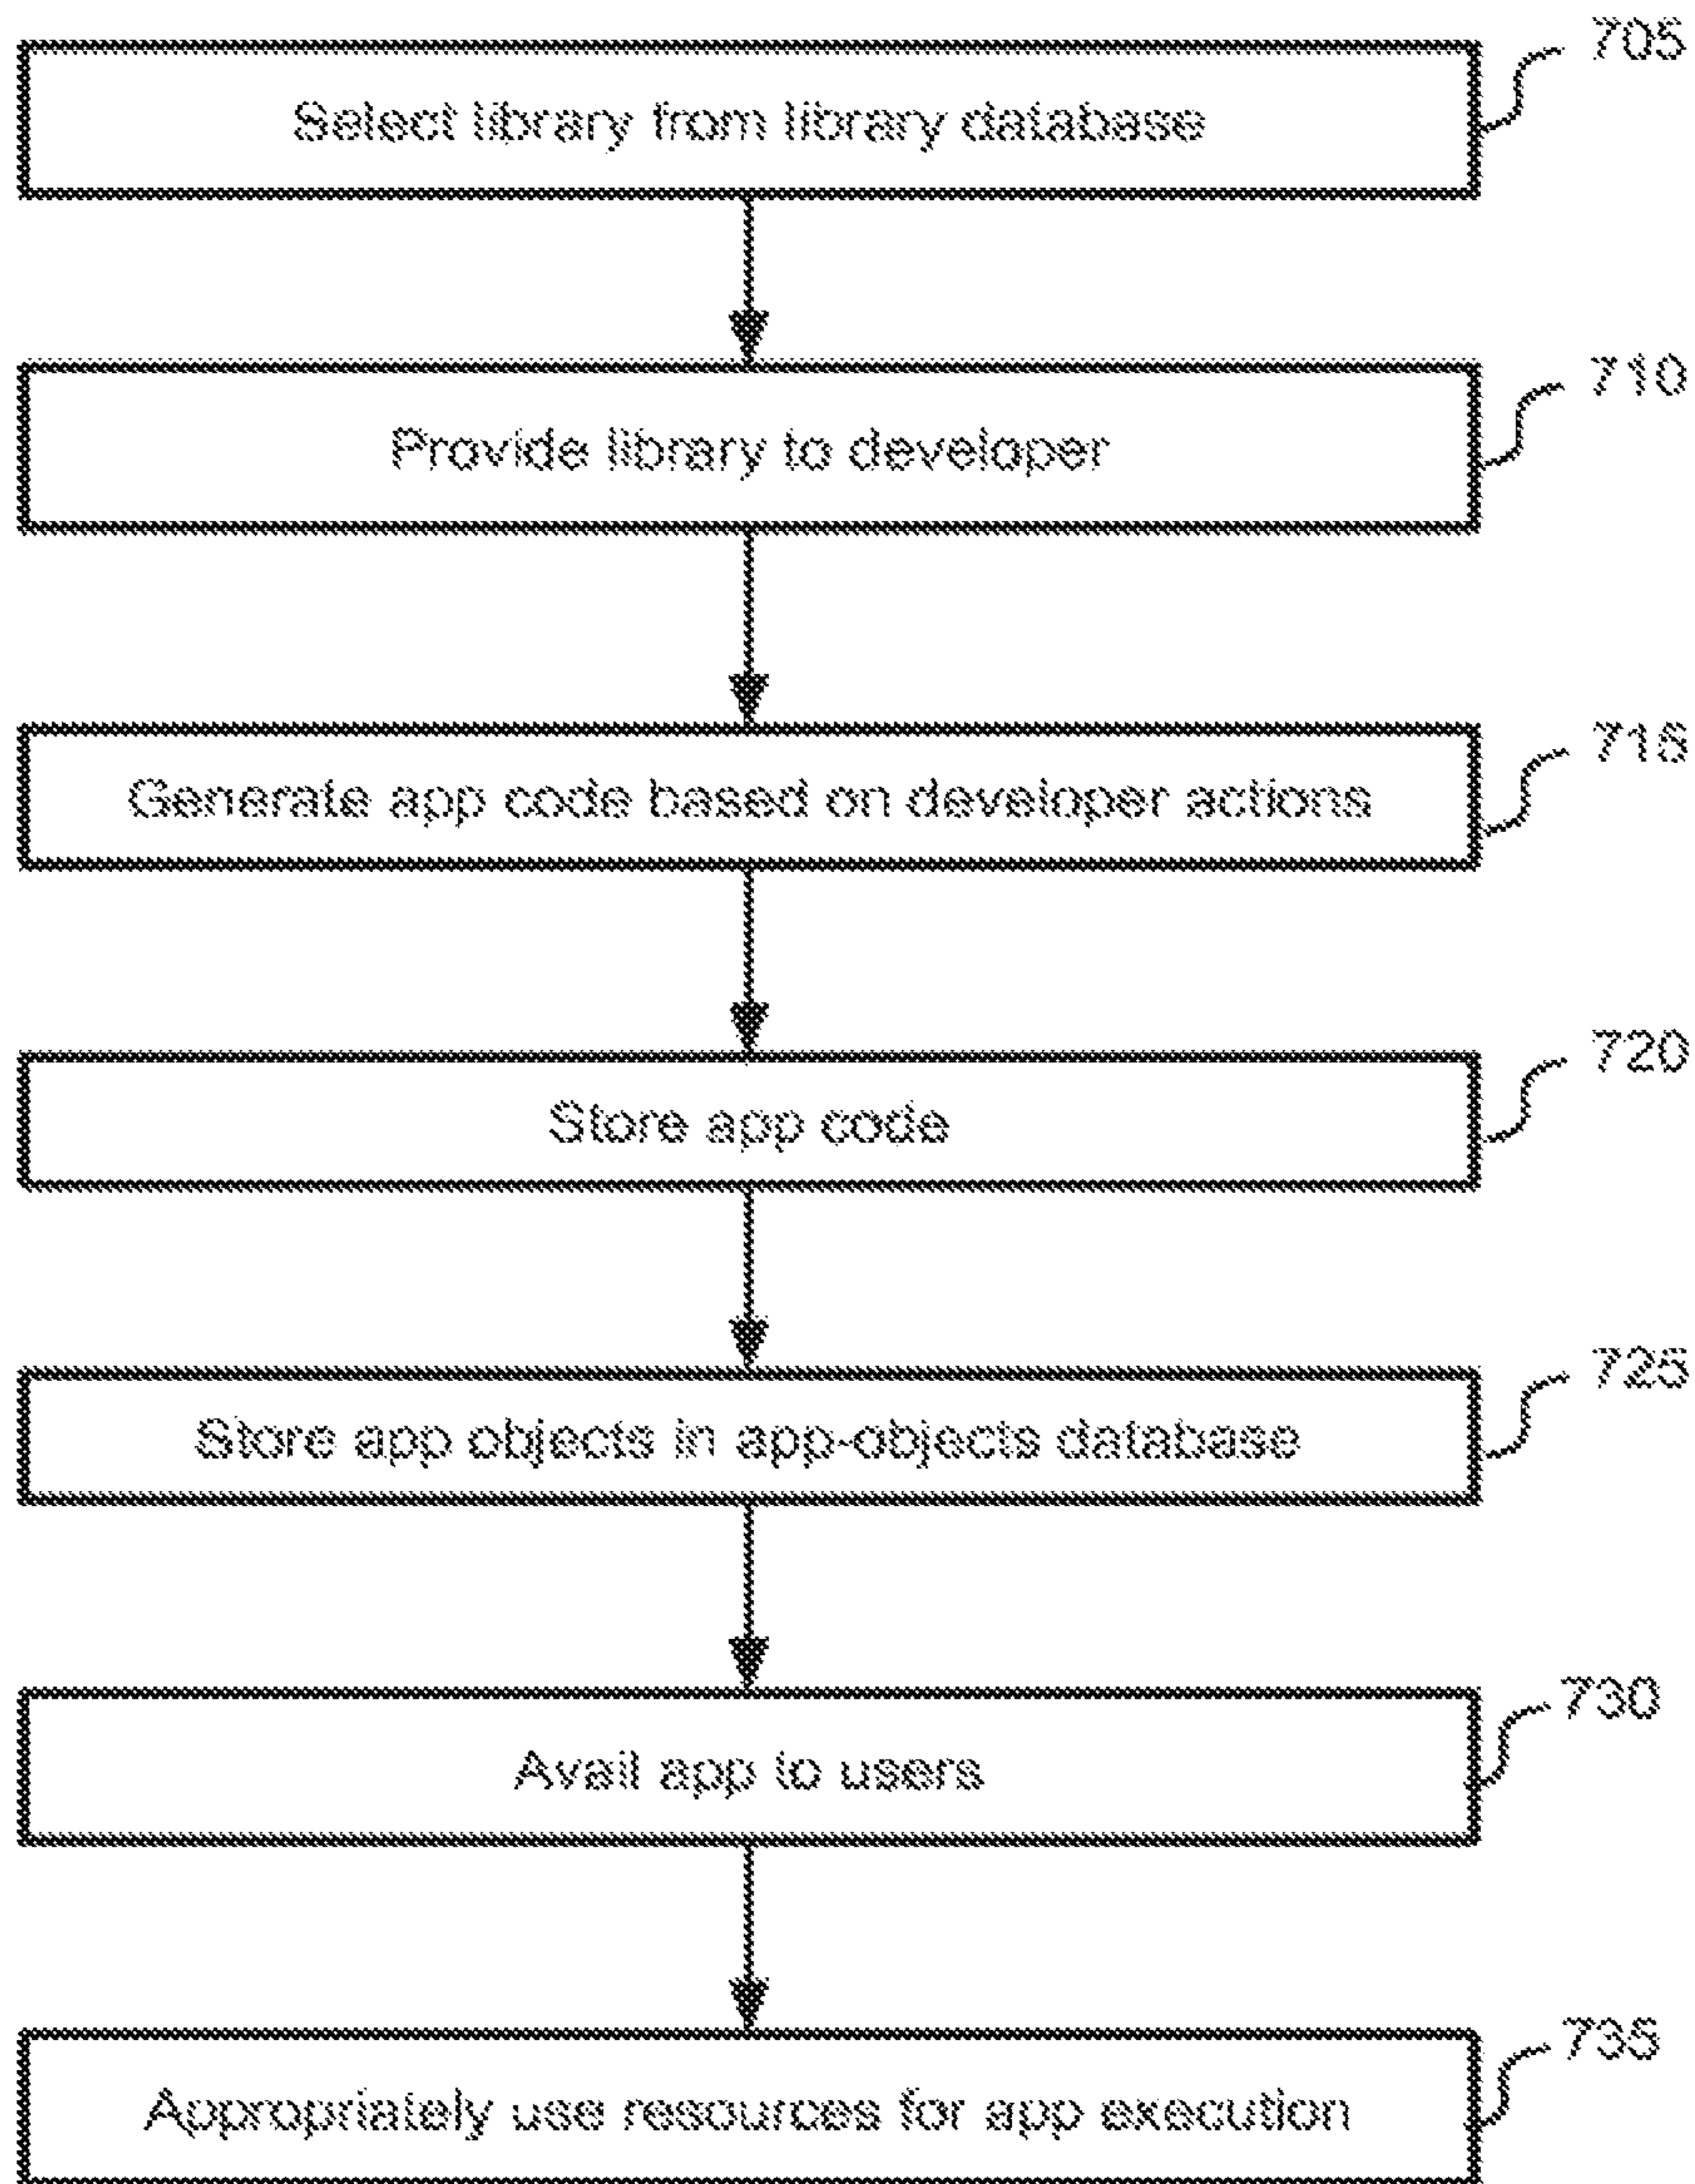 705
Select library from library database
710
Provide library to developer
715
Generate app code based on developer actions
720
Store app code
725
Store app objects in app-objects database
730
Avail app to users
735
Appropriately use resources for app execution